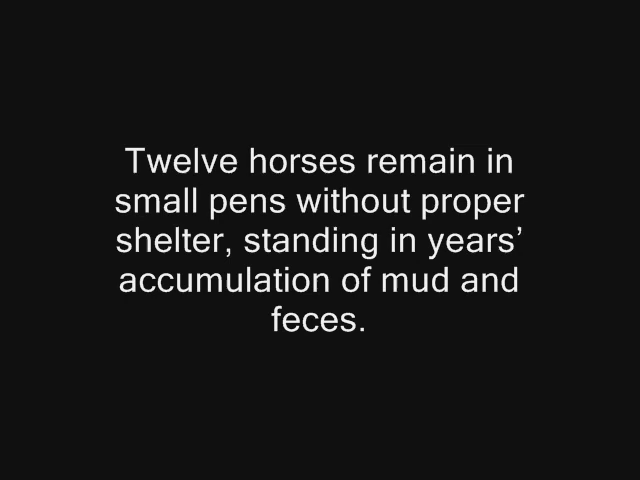 Twelve horses remain in
small pens without proper
shelter, standing in years’
accumulation of mud and
feces.